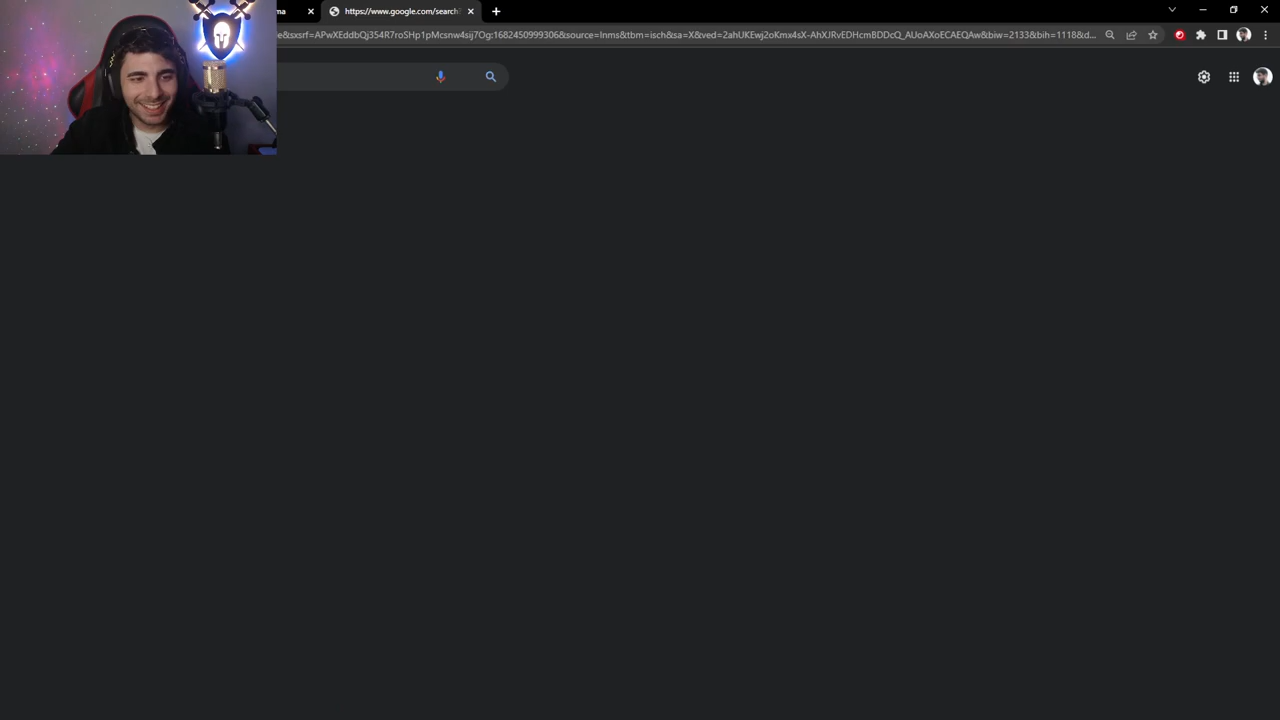 ma
https://www.google.com/search?
e&sxsrf=APwXEddbQj354R7roSHp1pMcsnw4sij7Og:1682450999306&source=lnms&tbm=isch&sa=X&ved=2ahUKEwj2oKmx4sX-AhXJRvEDHcmBDDcQ_AUoAXoECAEQAw&biw=2133&bih=1118&d...